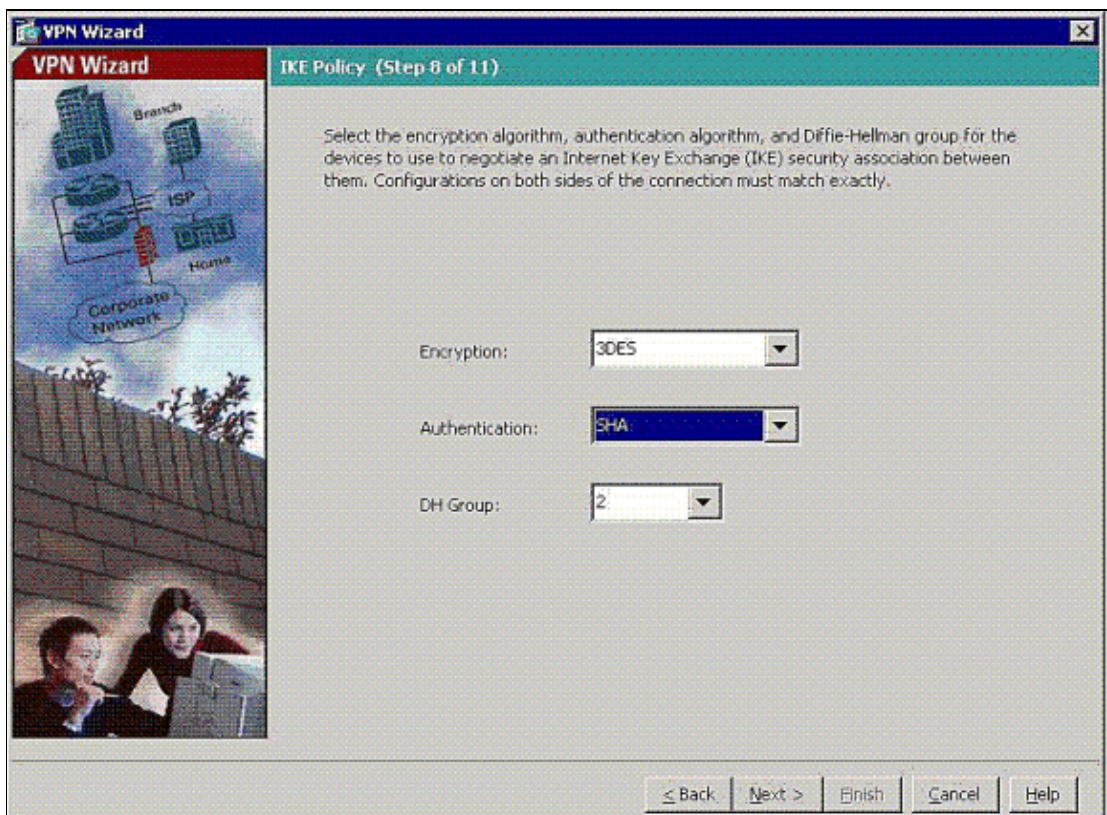 VPN Wizard
VPN Wizard
IKE Policy (Step 8 of 11)
Branch
ISP
Home
Corporate
Network
Select the encryption algorithm, authentication algorithm, and Diffie-Hellman group for the
devices to use to negotiate an Internet Key Exchange (IKE) security association between
them. Configurations on both sides of the connection must match exactly.
Encryption: 3DES
Authentication: SHA
DH Group: 2
< Back Next > Finish Cancel Help